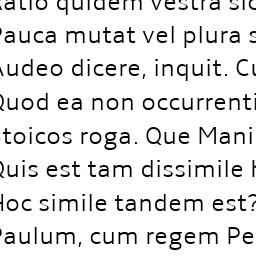 Ratio quidem vestra sic
Pauca mutat vel plura s
Audeo dicere, inquit. Cu
Quod ea non occurrenti
Stoicos roga. Que Mani
Quis est tam dissimile h
Hoc simile tandem est?
Paulum, cum regem Pe